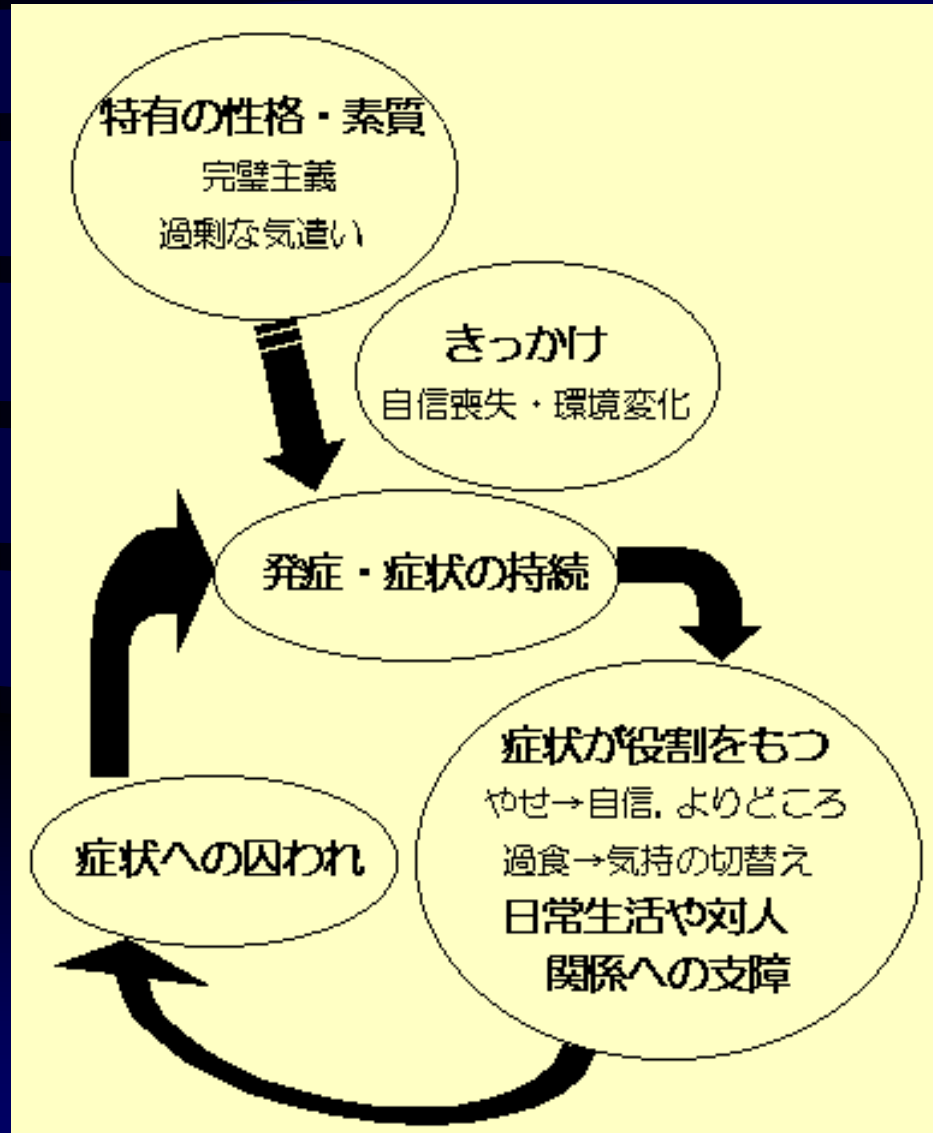 特有の性格・素質
完璧主義
過剰な気遣い
きっかけ
自信喪失・環境変化
発症・症状の持続
症状が役割をもつ
やせ→自信．よりどころ
過食→気持の切替え
日常生活や対人
関係への支障
症状への囚われ